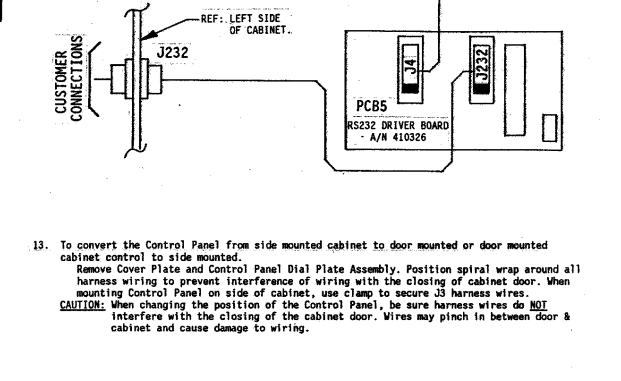 REF: LEFT SIDE
OF CABINET.
J232
CUSTOMER
CONNECTIONS
J4
J232
PCB5
RS232 DRIVER BOARD
- A/N 410326
13. To convert the Control Panel from side mounted cabinet to door mounted or door mounted
cabinet control to side mounted.
Remove Cover Plate and Control Panel Dial Plate Assembly. Position spiral wrap around all
harness wiring to prevent interference of wiring with the closing of cabinet door. When
mounting Control Panel on side of cabinet, use clamp to secure J3 harness wires.
CAUTION: When changing the position of the Control Panel, be sure harness wires do NOT
interfere with the closing of the cabinet door. Wires may pinch in between door &
cabinet and cause damage to wiring.